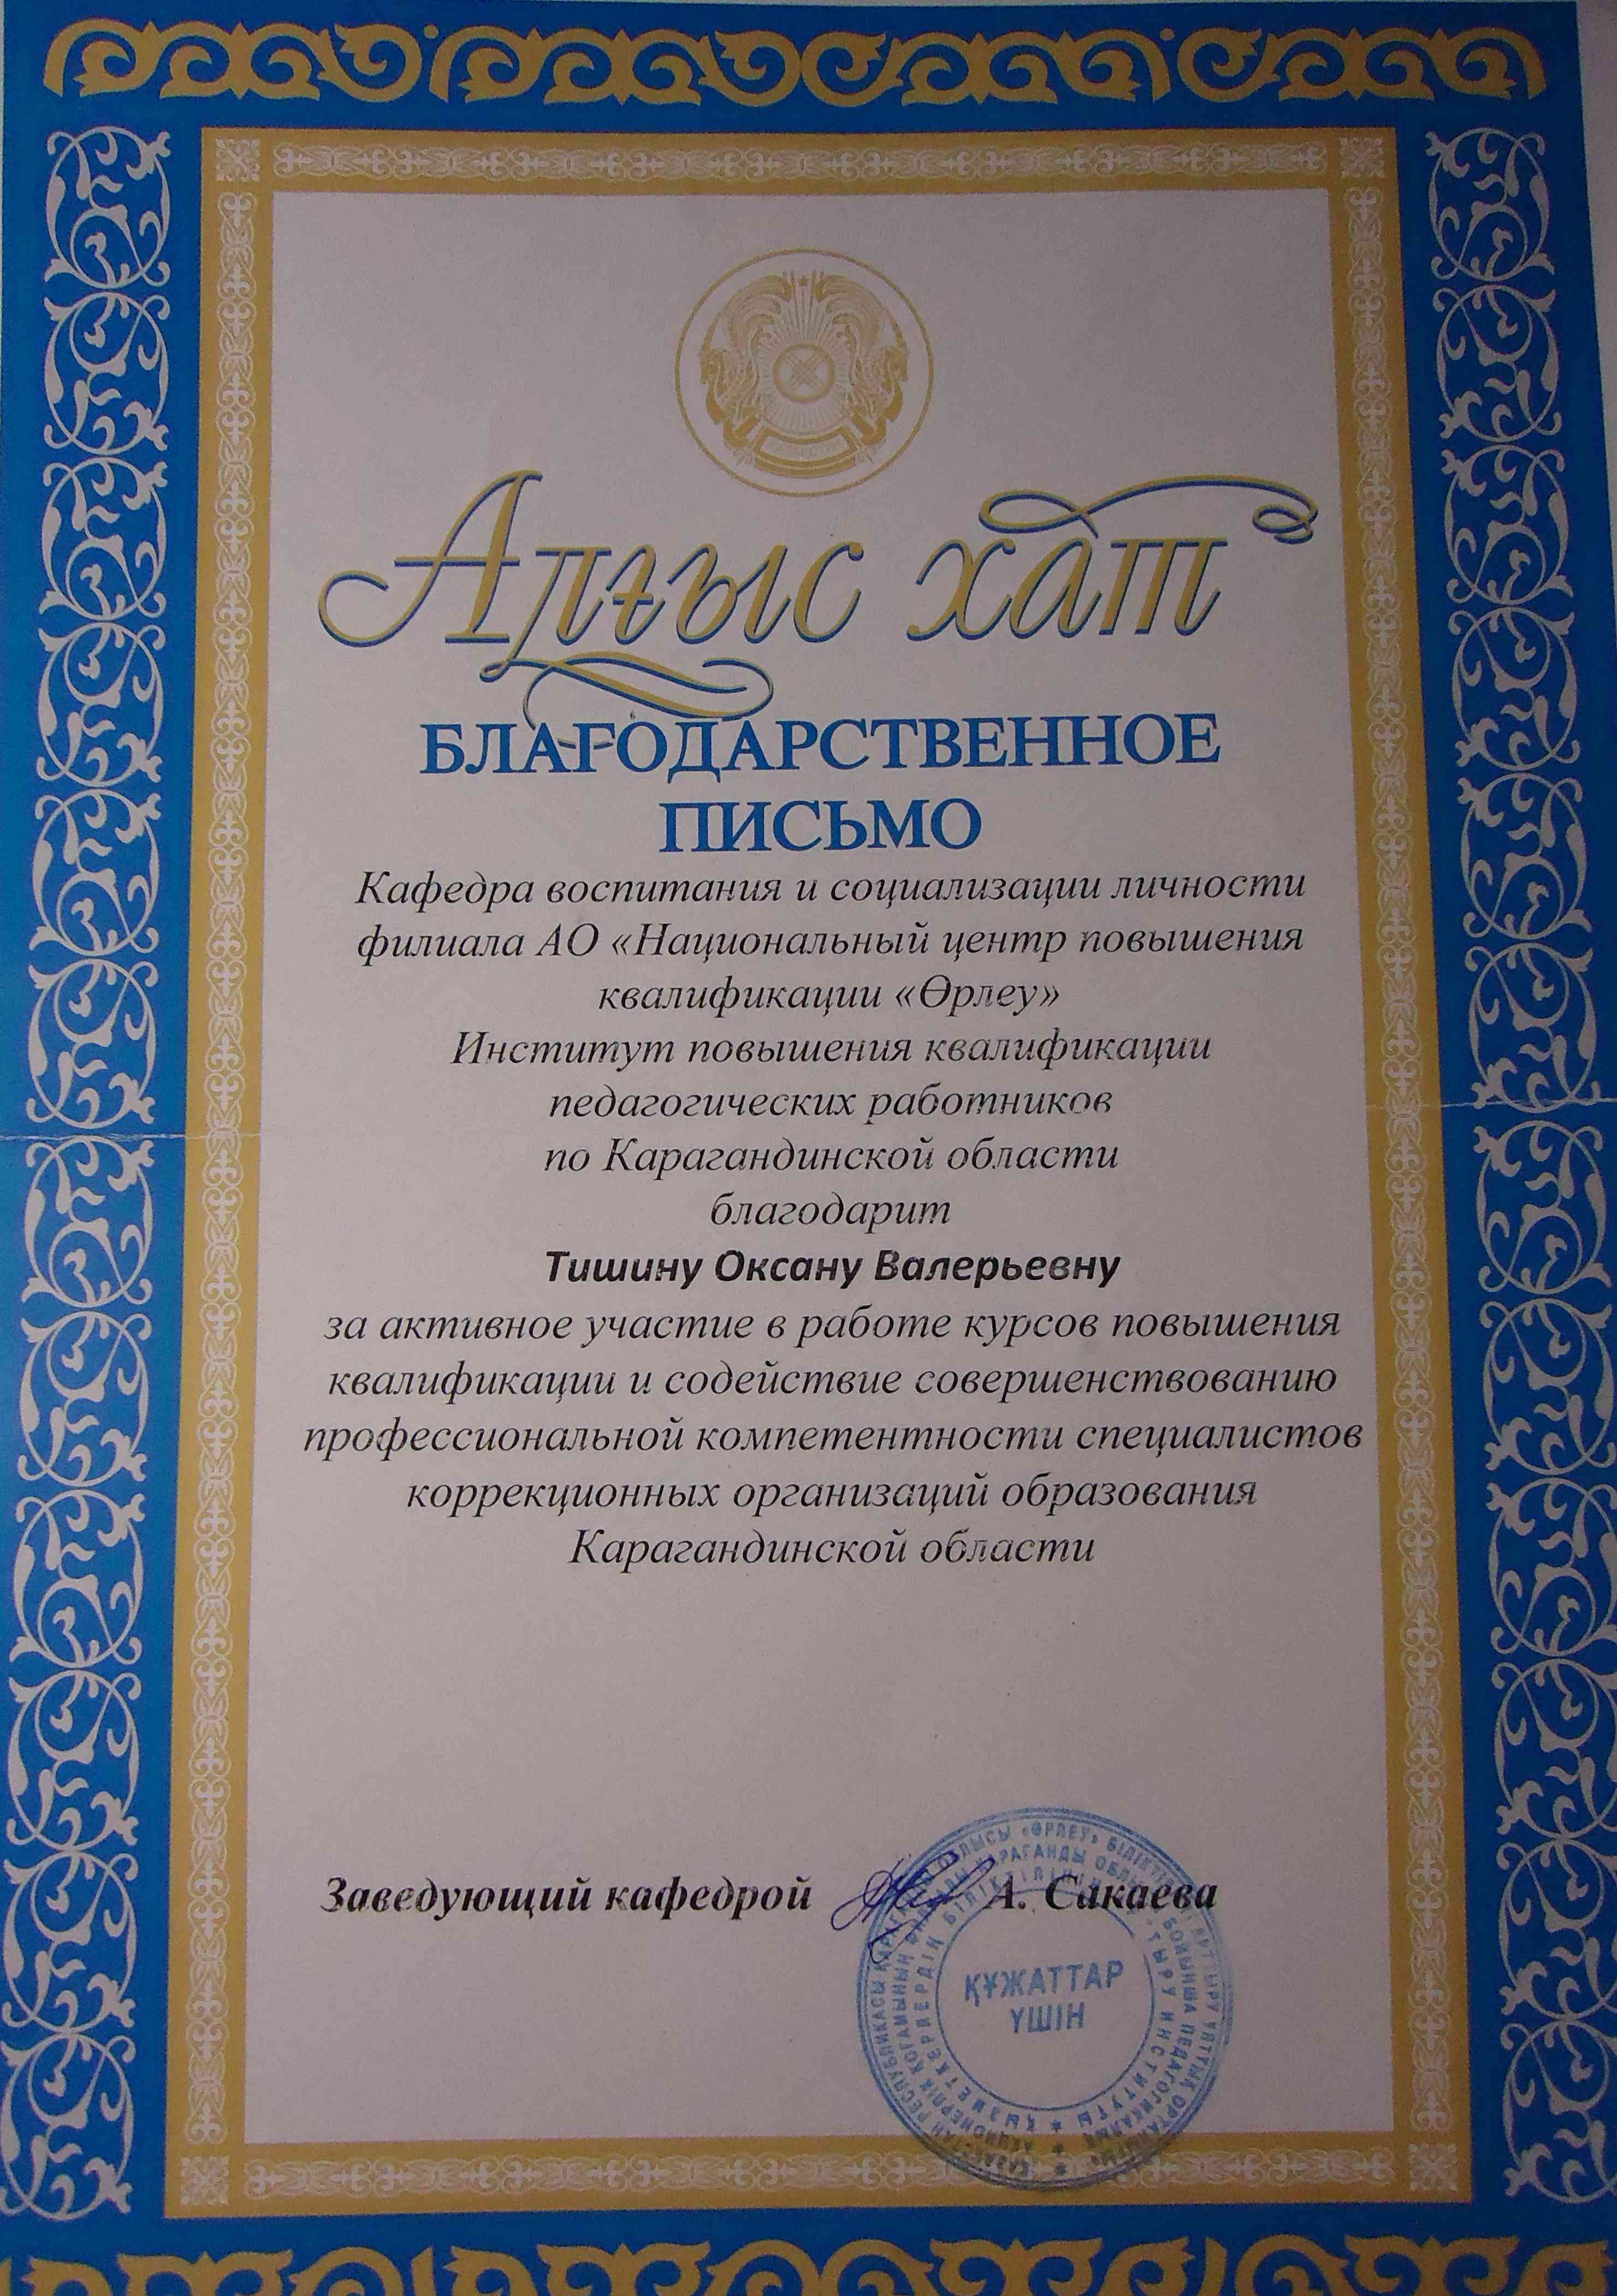 Алғыс хат
БЛАГОДАРСТВЕННОЕ
ПИСЬМО
Кафедра воспитания и социализации личности
филиала АО «Национальный центр повышения
квалификации «Өрлеу»
Институт повышения квалификации
педагогических работников
по Карагандинской области
благодарит
Тишину Оксану Валерьевну
за активное участие в работе курсов повышения
квалификации и содействие совершенствованию
профессиональной компетентности специалистов
коррекционных организаций образования
Карагандинской области
Заведующий кафедрой А. Сакаева
ҚҰЖАТТАР
ҮШІН